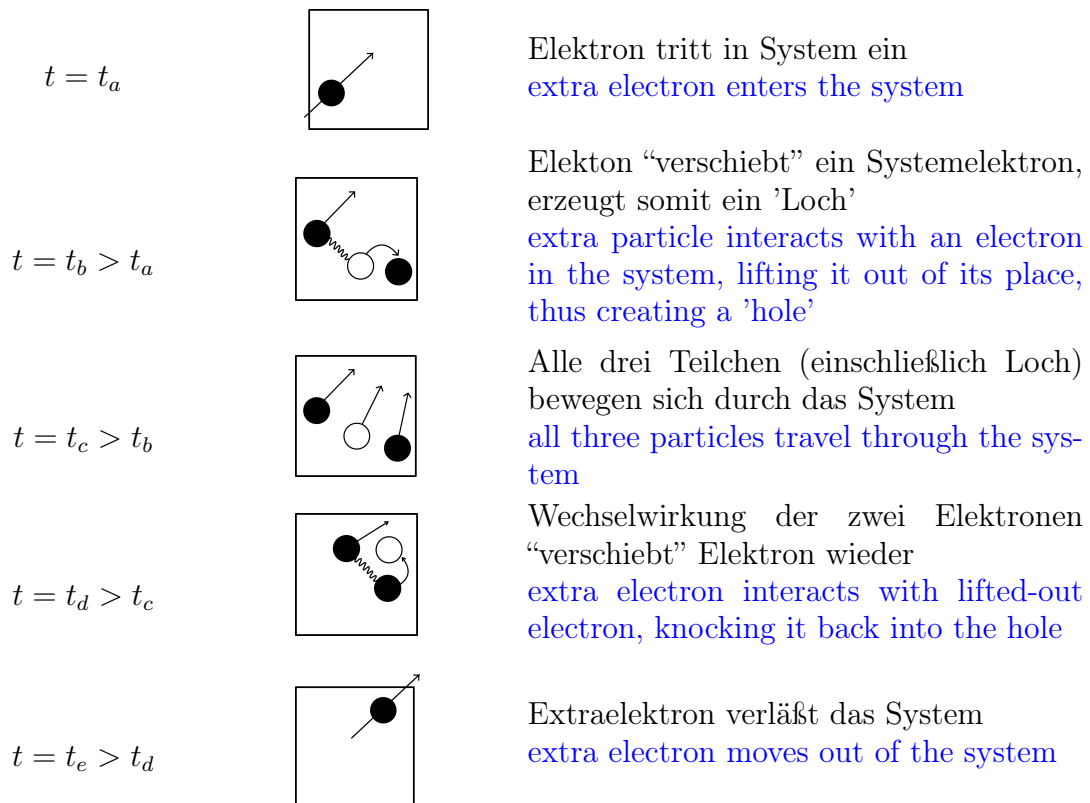 t = t_a
Elektron tritt in System ein
extra electron enters the system
t = t_b > t_a
Elekton “verschiebt” ein Systemelektron,
erzeugt somit ein ’Loch’
extra particle interacts with an electron
in the system, lifting it out of its place,
thus creating a ’hole’
t = t_c > t_b
Alle drei Teilchen (einschließlich Loch)
bewegen sich durch das System
all three particles travel through the sys-
tem
t = t_d > t_c
Wechselwirkung der zwei Elektronen
“verschiebt” Elektron wieder
extra electron interacts with lifted-out
electron, knocking it back into the hole
t = t_e > t_d
Extraelektron verläßt das System
extra electron moves out of the system